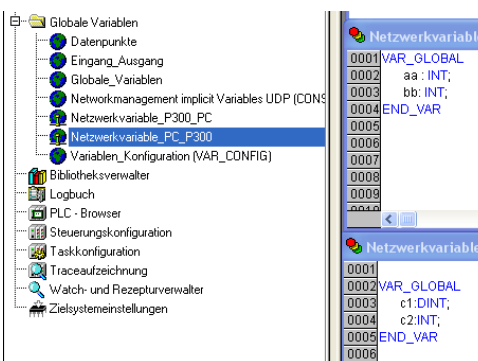 Globale Variablen
Datenpunkte
Eingang_Ausgang
Globale_Variablen
Networkmanagement implicit Variables UDP (CONS
Netzwerkvariable_P300_PC
Netzwerkvariable_PC_P300
Variablen_Konfiguration (VAR_CONFIG)
Bibliotheksverwalter
Logbuch
PLC - Browser
Steuerungskonfiguration
Taskkonfiguration
Traceaufzeichnung
Watch- und Rezepturverwalter
Zielsystemeinstellungen
Netzwerkvariable
0001 VAR_GLOBAL
0002 aa : INT;
0003 bb: INT;
0004 END_VAR
0005
0006
0007
0008
0009
0010
Netzwerkvariable
0001
0002 VAR_GLOBAL
0003 c1:DINT;
0004 c2:INT;
0005 END_VAR
0006